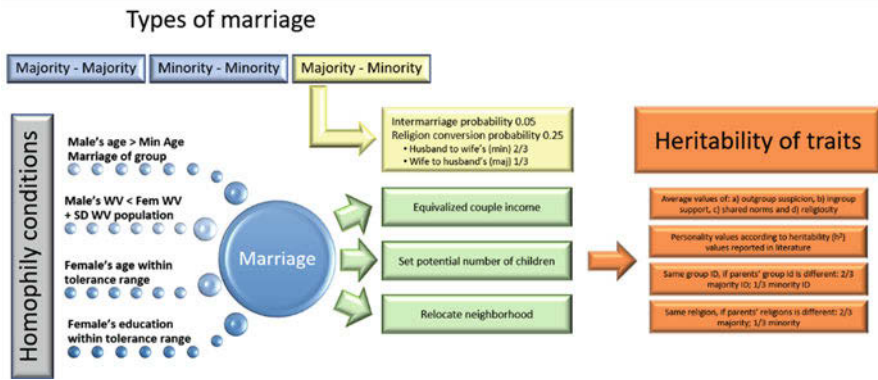 Types of marriage
Majority - Majority
Minority - Minority
Majority - Minority
Intermarriage probability 0.05
Religion conversion probability 0.25
• Husband to wife's (min) 2/3
• Wife to husband's (maj) 1/3
Homophily conditions
Male's age > Min Age
Marriage of group
Male's WV < Fem WV
+ SD WV population
Female's age within
tolerance range
Female's education
within tolerance range
Marriage
Equivalized couple income
Set potential number of children
Relocate neighborhood
Heritability of traits
Average values of: a) outgroup suspicion, b) ingroup
support, c) shared norms and d) religiosity
Personality values according to heritability (h²)
values reported in literature
Same group ID, if parents' group Id is different: 2/3
majority ID; 1/3 minority ID
Same religion, if parents' religions is different: 2/3
majority; 1/3 minority